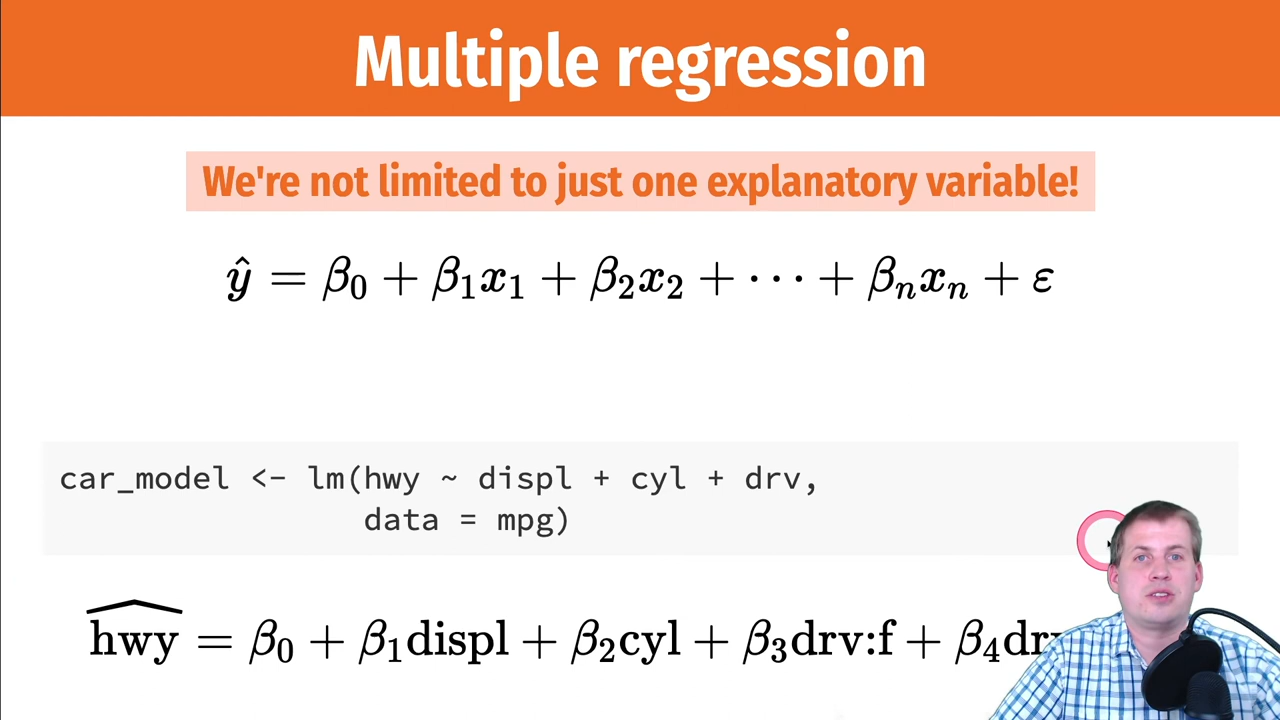 Multiple regression
We're not limited to just one explanatory variable!
ŷ = β₀ + β₁x₁ + β₂x₂ + ⋯ + βₙxₙ + ε
car_model <- lm(hwy ~ displ + cyl + drv,
data = mpg)
hwy = β₀ + β₁displ + β₂cyl + β₃drv:f + β₄